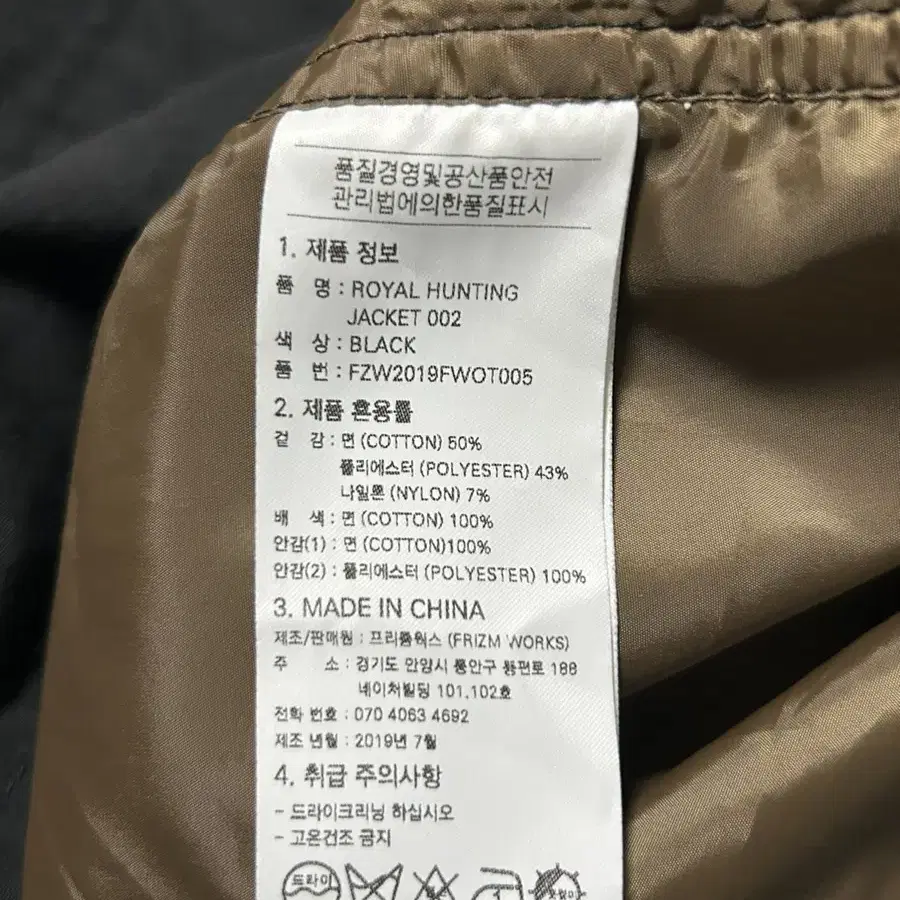 품질경영및공산품안전
관리법에의한품질표시
1. 제품 정보
품 명 : ROYAL HUNTING
JACKET 002
색 상 : BLACK
품 번 : FZW2019FWOT005
2. 제품 혼용률
겉 감 : 면 (COTTON) 50%
폴리에스터 (POLYESTER) 43%
나일론 (NYLON) 7%
배 색 : 면 (COTTON) 100%
안감(1) : 면 (COTTON)100%
안감(2) : 폴리에스터 (POLYESTER) 100%
3. MADE IN CHINA
제조/판매원 : 프리즘웍스 (FRIZM WORKS)
주 소 : 경기도 안양시 동안구 동편로 188
네이처빌딩 101.102호
전화 번호 : 070 4063 4692
제조 년월 : 2019년 7월
4. 취급 주의사항
- 드라이크리닝 하십시오
- 고온건조 금지
드라이